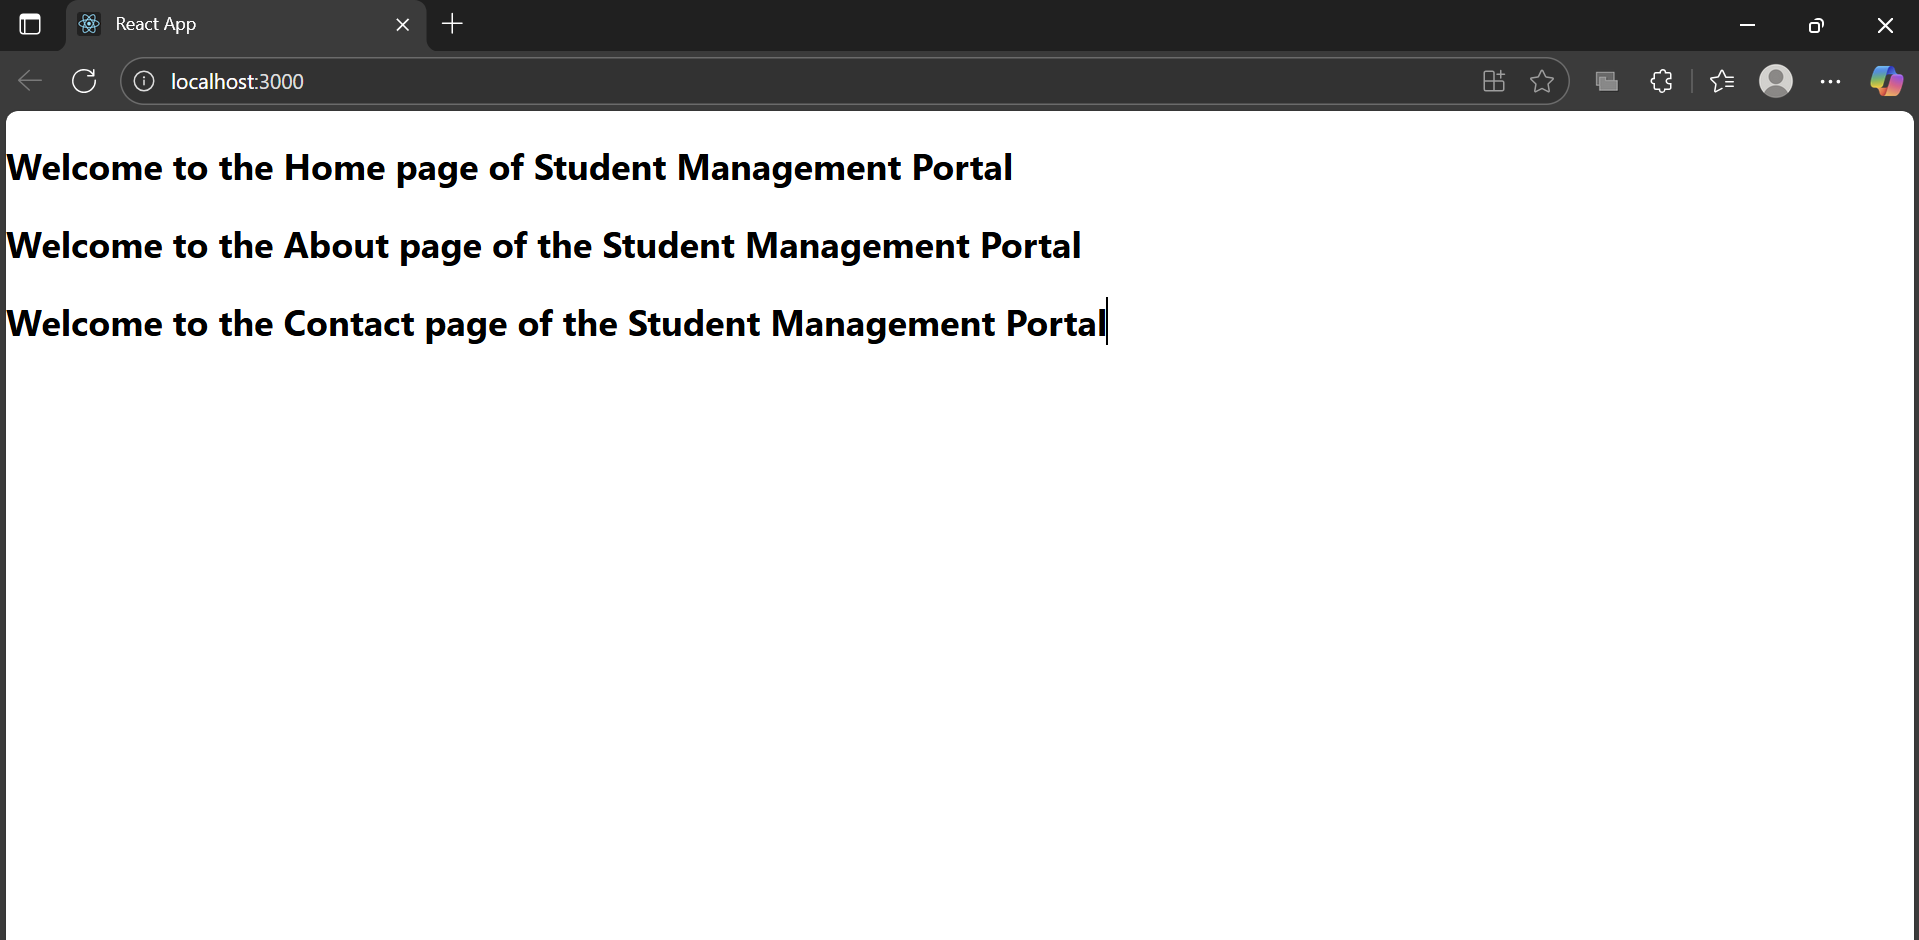 React App
localhost:3000
Welcome to the Home page of Student Management Portal
Welcome to the About page of the Student Management Portal
Welcome to the Contact page of the Student Management Portal